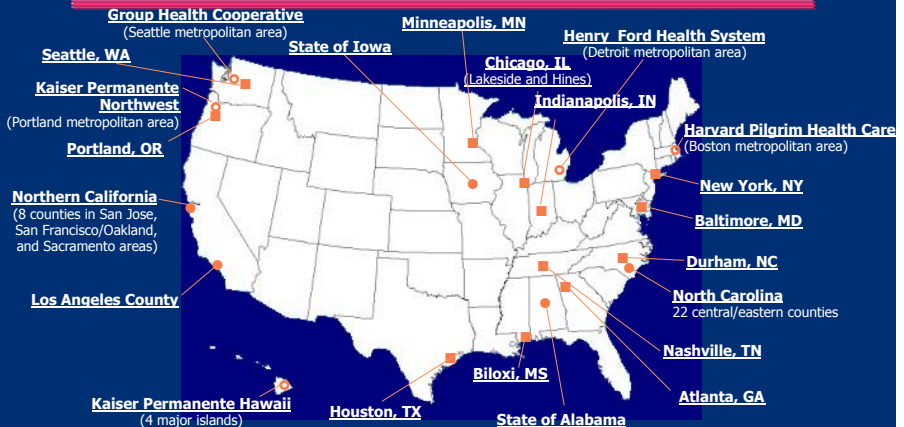 Group Health Cooperative
(Seattle metropolitan area)
Minneapolis, MN
Henry Ford Health System
(Detroit metropolitan area)
State of Iowa
Seattle, WA
Chicago, IL
(Lakeside and Hines)
Kaiser Permanente
Northwest
(Portland metropolitan area)
Indianapolis, IN
Harvard Pilgrim Health Care
(Boston metropolitan area)
Portland, OR
New York, NY
Northern California
(8 counties in San Jose,
San Francisco/Oakland,
and Sacramento areas)
Baltimore, MD
Durham, NC
Los Angeles County
North Carolina
22 central/eastern counties
Nashville, TN
Biloxi, MS
Atlanta, GA
Kaiser Permanente Hawaii
(4 major islands)
Houston, TX
State of Alabama